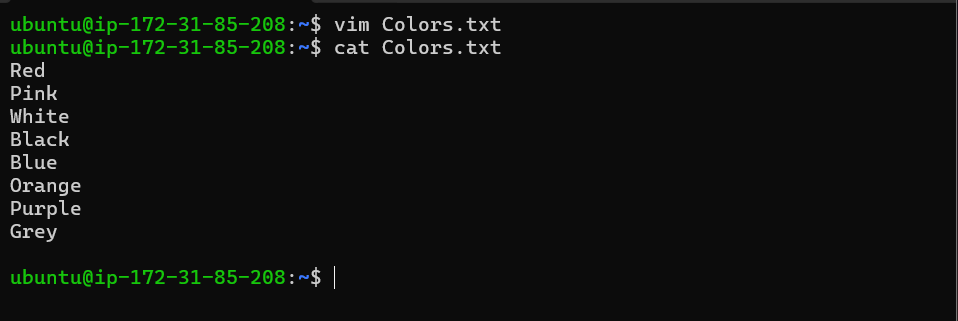 ubuntu@ip-172-31-85-208:~$ vim Colors.txt
ubuntu@ip-172-31-85-208:~$ cat Colors.txt
Red
Pink
White
Black
Blue
Orange
Purple
Grey
ubuntu@ip-172-31-85-208:~$